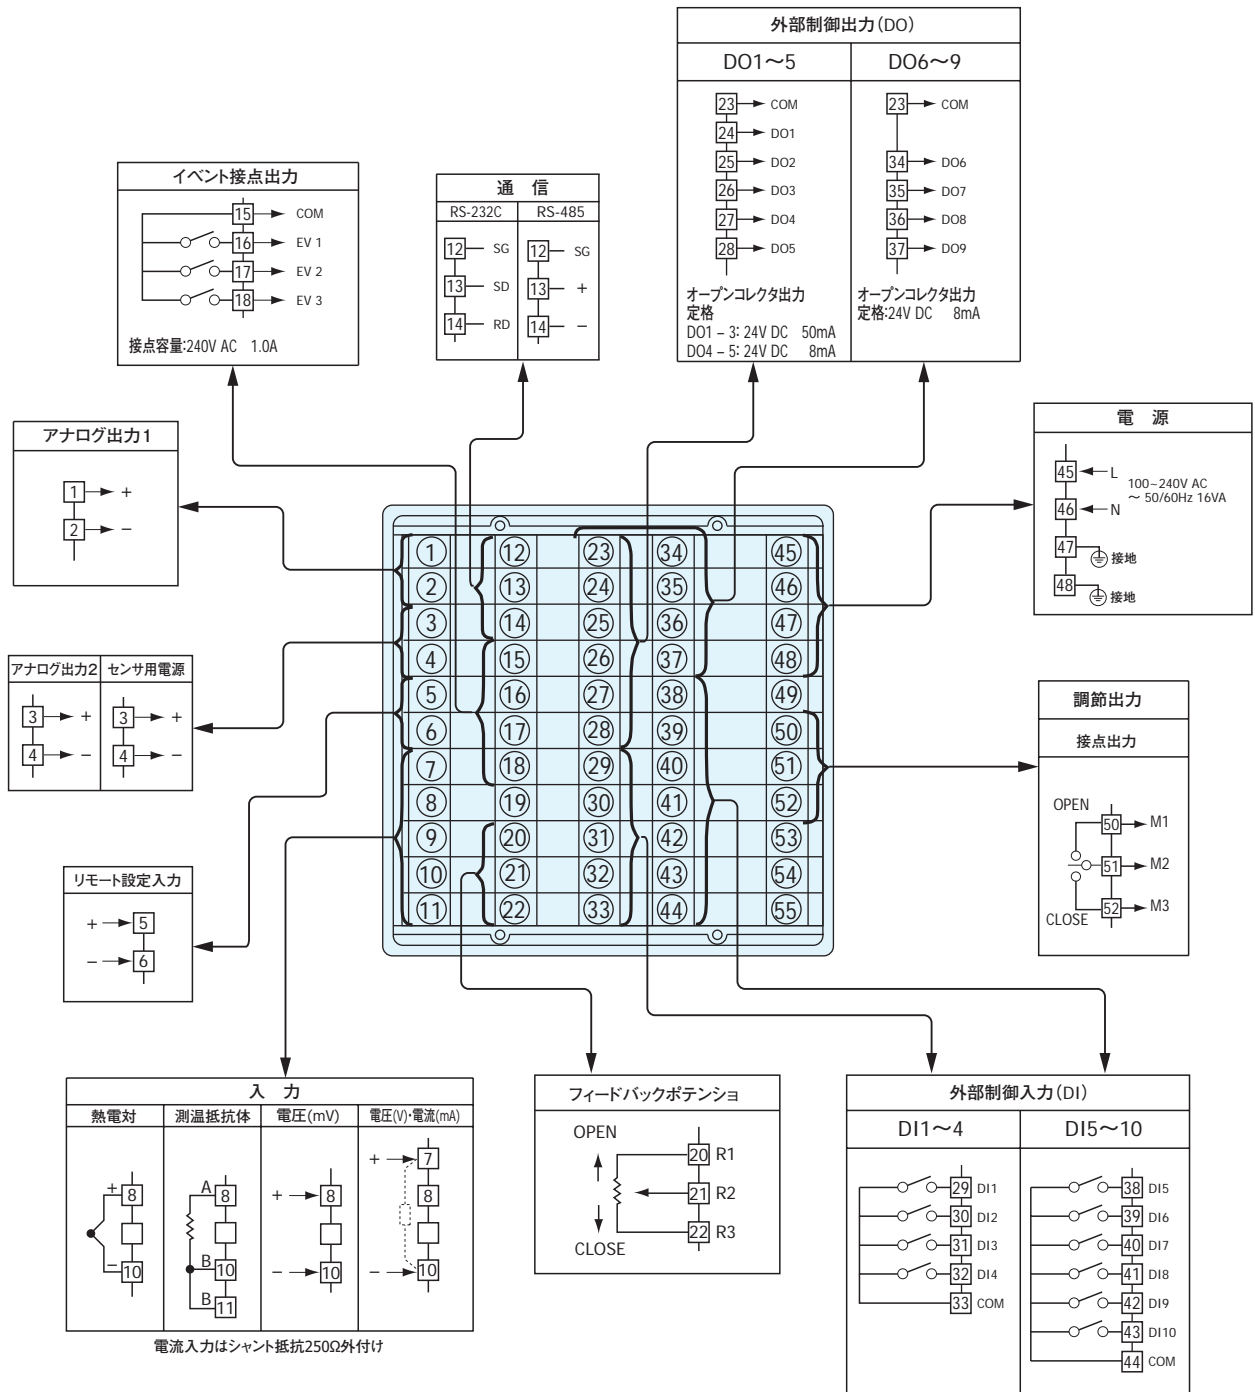 外部制御出力(DO)
DO1～5 DO6～9
23 COM 23 COM
24 DO1
25 DO2 34 DO6
26 DO3 35 DO7
27 DO4 36 DO8
28 DO5 37 DO9
オープンコレクタ出力 オープンコレクタ出力
定格 定格:24V DC 8mA
DO1 – 3: 24V DC 50mA
DO4 – 5: 24V DC 8mA
イベント接点出力
15 COM
16 EV 1
17 EV 2
18 EV 3
接点容量:240V AC 1.0A
通 信
RS-232C RS-485
12 SG 12 SG
13 SD 13 +
14 RD 14 −
アナログ出力1
1 +
2 −
電 源
45 L
100~240V AC
～ 50/60Hz 16VA
46 N
47 接地
48 接地
1 12 23 34 45
2 13 24 35 46
3 14 25 36 47
4 15 26 37 48
5 16 27 38 49
6 17 28 39 50
7 18 29 40 51
8 19 30 41 52
9 20 31 42 53
10 21 32 43 54
11 22 33 44 55
アナログ出力2 センサ用電源
3 + 3 +
4 − 4 −
調節出力
接点出力
OPEN
50 M1
51 M2
52 M3
CLOSE
リモート設定入力
+ 5
− 6
入 力
熱電対 測温抵抗体 電圧(mV) 電圧(V)・電流(mA)
+ 7
+ 8 A 8 + 8 8
− 10 B 10 − 10 − 10
B 11
電流入力はシャント抵抗250Ω外付け
フィードバックポテンショ
OPEN
20 R1
21 R2
22 R3
CLOSE
外部制御入力(DI)
DI1～4 DI5～10
29 DI1 38 DI5
30 DI2 39 DI6
31 DI3 40 DI7
32 DI4 41 DI8
33 COM 42 DI9
43 DI10
44 COM